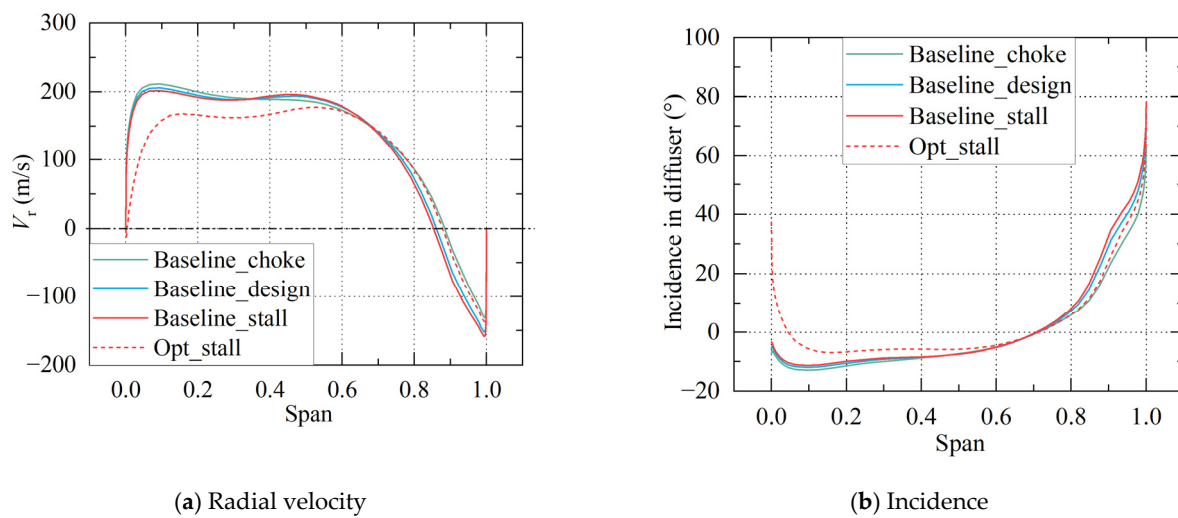 300
200
100
0
−100
−200
V_r (m/s)
Baseline_choke
Baseline_design
Baseline_stall
Opt_stall
0.0 0.2 0.4 0.6 0.8 1.0
Span
(a) Radial velocity
100
80
60
40
20
0
−20
Incidence in diffuser (°)
Baseline_choke
Baseline_design
Baseline_stall
Opt_stall
0.0 0.2 0.4 0.6 0.8 1.0
Span
(b) Incidence